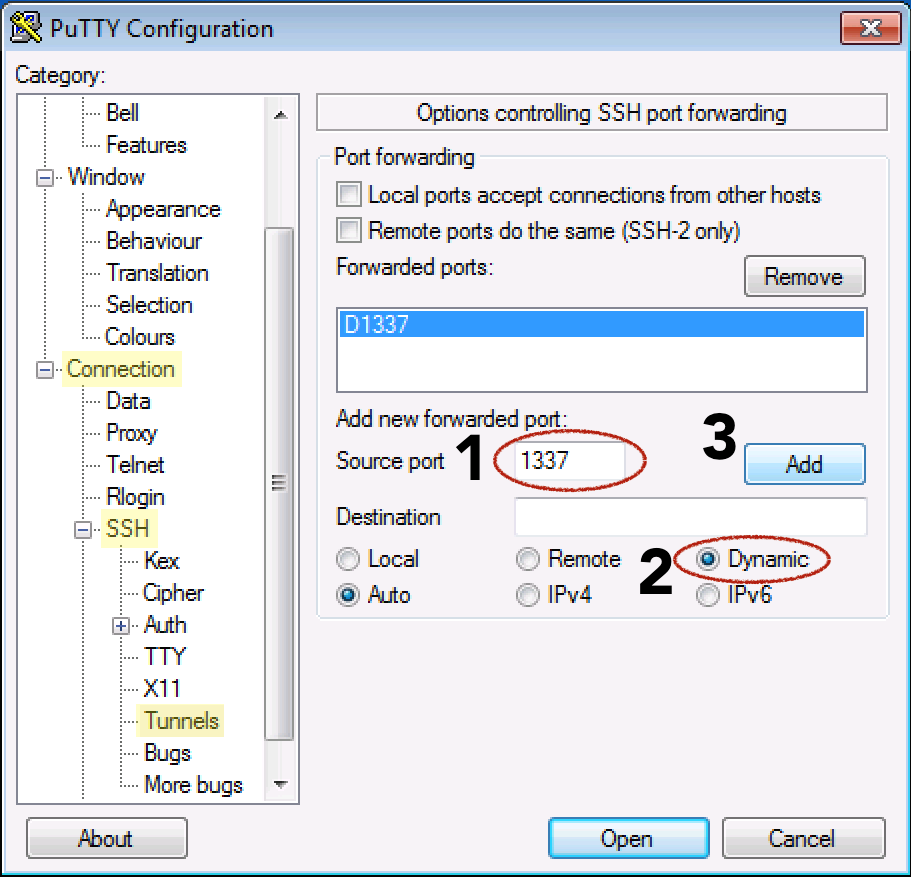 PuTTY Configuration
Category:
Bell
Features
Window
Appearance
Behaviour
Translation
Selection
Colours
Connection
Data
Proxy
Telnet
Rlogin
SSH
Kex
Cipher
Auth
TTY
X11
Tunnels
Bugs
More bugs
Options controlling SSH port forwarding
Port forwarding
Local ports accept connections from other hosts
Remote ports do the same (SSH-2 only)
Forwarded ports:
Remove
D1337
Add new forwarded port:
Source port 1 1337 3 Add
Destination
Local Remote 2 Dynamic
Auto IPv4 IPv6
About Open Cancel